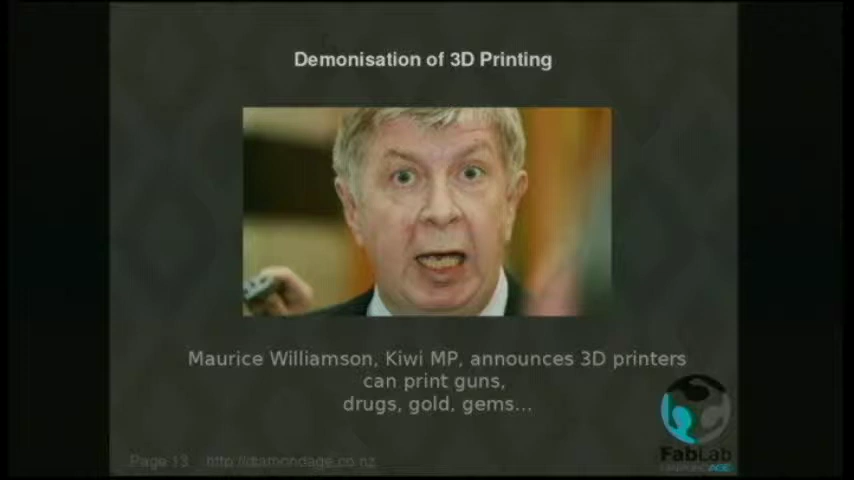 Demonisation of 3D Printing
Maurice Williamson, Kiwi MP, announces 3D printers
can print guns,
drugs, gold, gems...
FabLab
Page 13 http://diamondage.co.nz